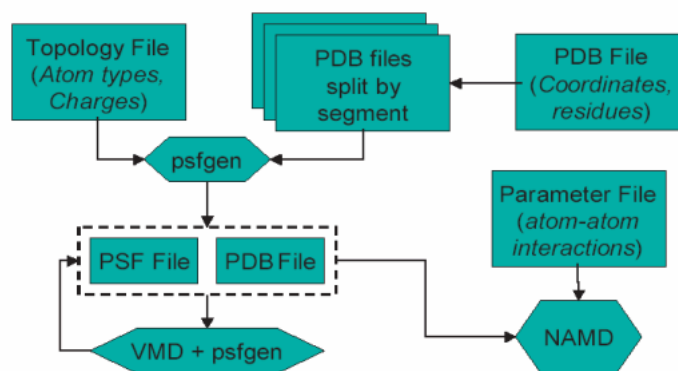 Topology File
(Atom types,
Charges)
PDB files
split by
segment
PDB File
(Coordinates,
residues)
psfgen
Parameter File
(atom-atom
interactions)
PSF File
PDB File
VMD + psfgen
NAMD